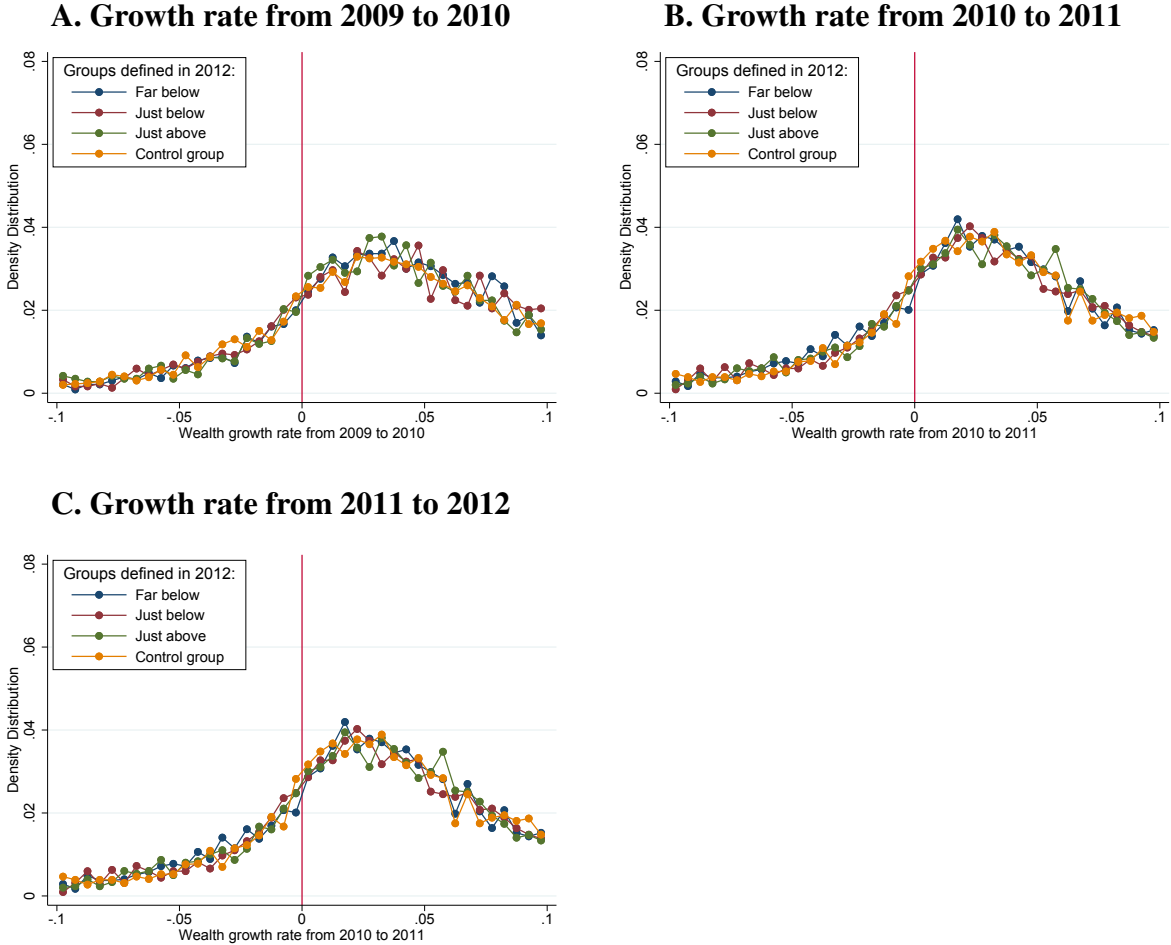 A. Growth rate from 2009 to 2010
Groups defined in 2012:
Far below
Just below
Just above
Control group
Density Distribution
0
.02
.04
.06
.08
-.1
-.05
0
.05
.1
Wealth growth rate from 2009 to 2010
B. Growth rate from 2010 to 2011
Groups defined in 2012:
Far below
Just below
Just above
Control group
Density Distribution
0
.02
.04
.06
.08
-.1
-.05
0
.05
.1
Wealth growth rate from 2010 to 2011
C. Growth rate from 2011 to 2012
Groups defined in 2012:
Far below
Just below
Just above
Control group
Density Distribution
0
.02
.04
.06
.08
-.1
-.05
0
.05
.1
Wealth growth rate from 2010 to 2011